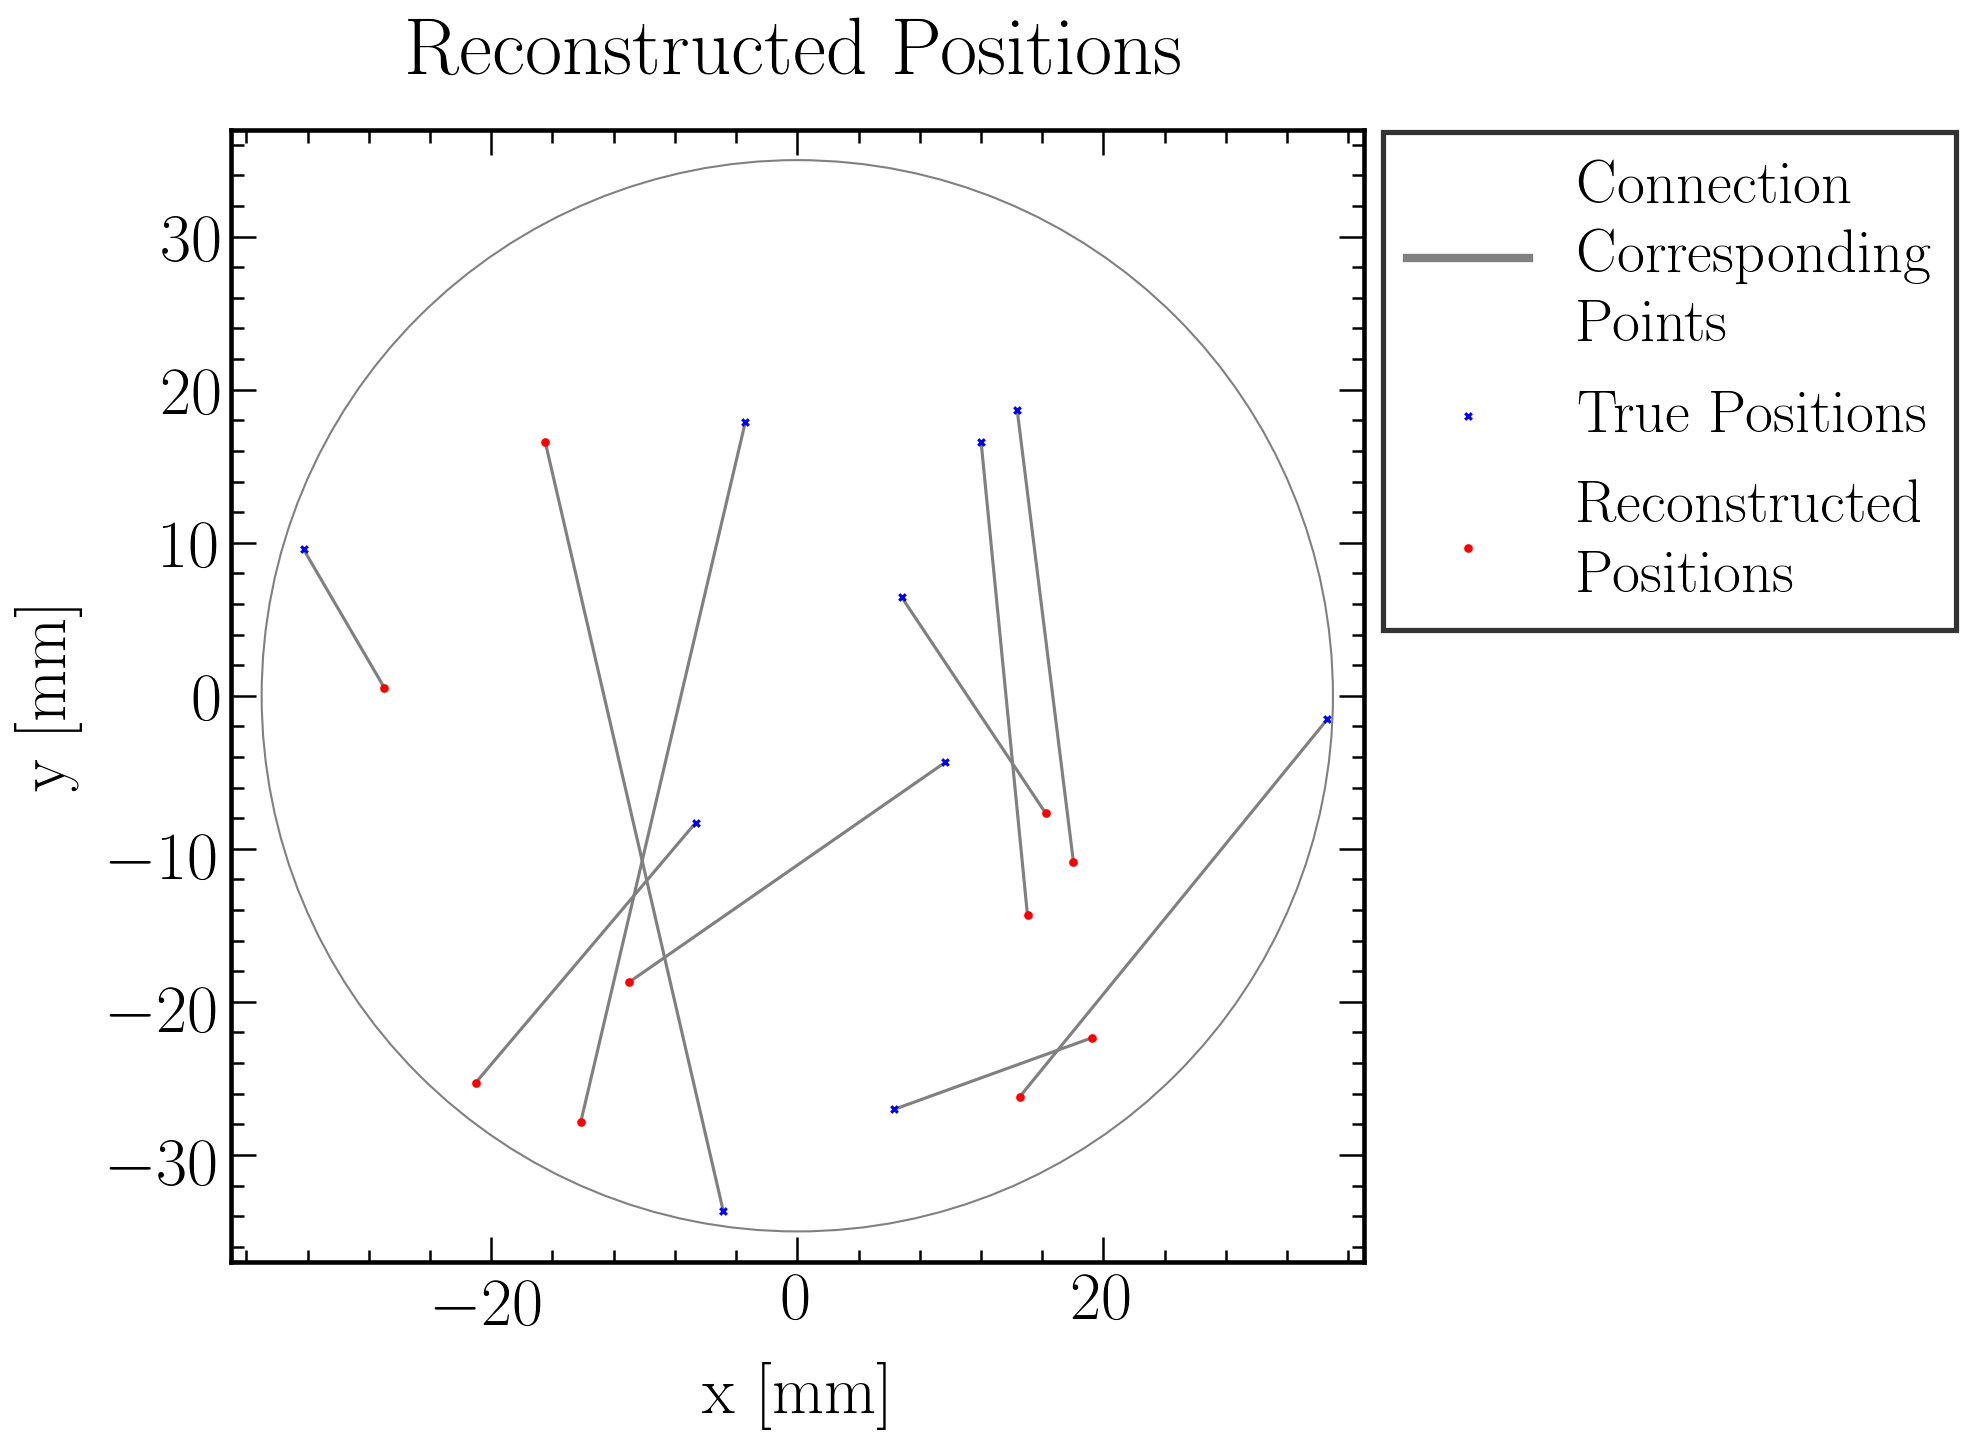 Reconstructed Positions
Connection
Corresponding
Points
True Positions
Reconstructed
Positions
y [mm]
30
20
10
0
−10
−20
−30
−20
0
20
x [mm]